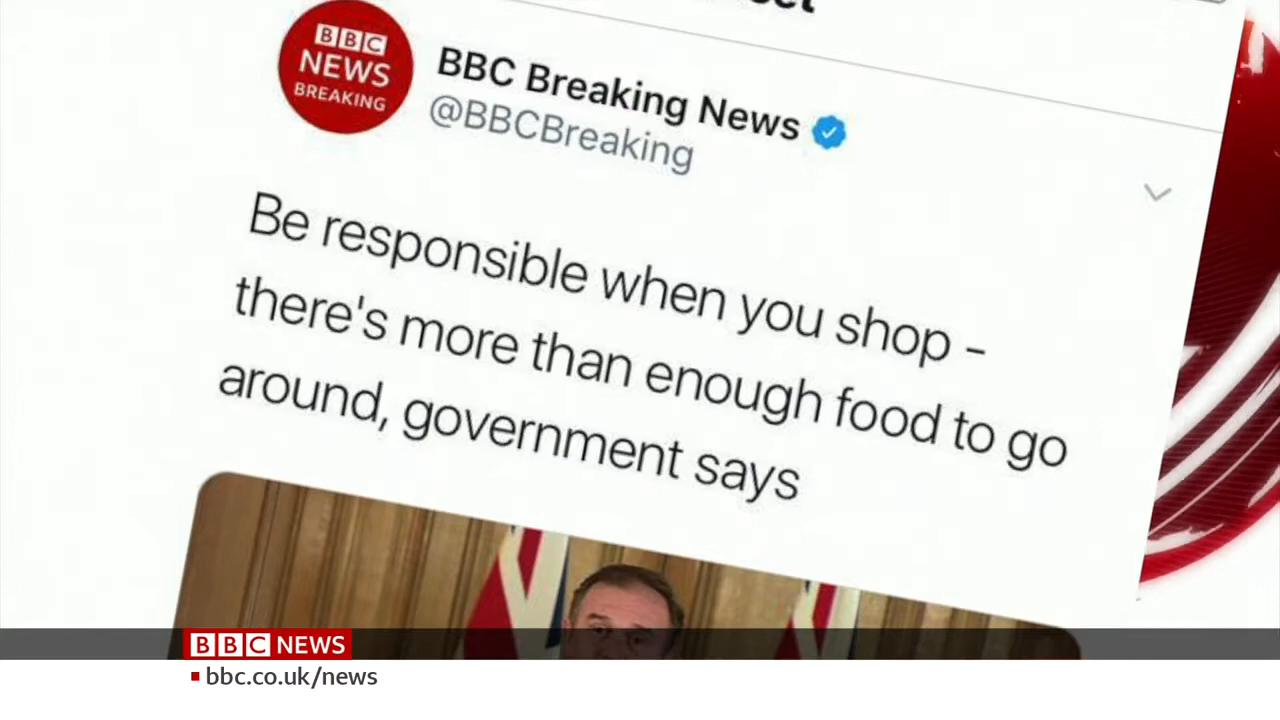 BBC
NEWS
BREAKING
BBC Breaking News
@BBCBreaking
Be responsible when you shop -
there's more than enough food to go
around, government says
BBC NEWS
bbc.co.uk/news